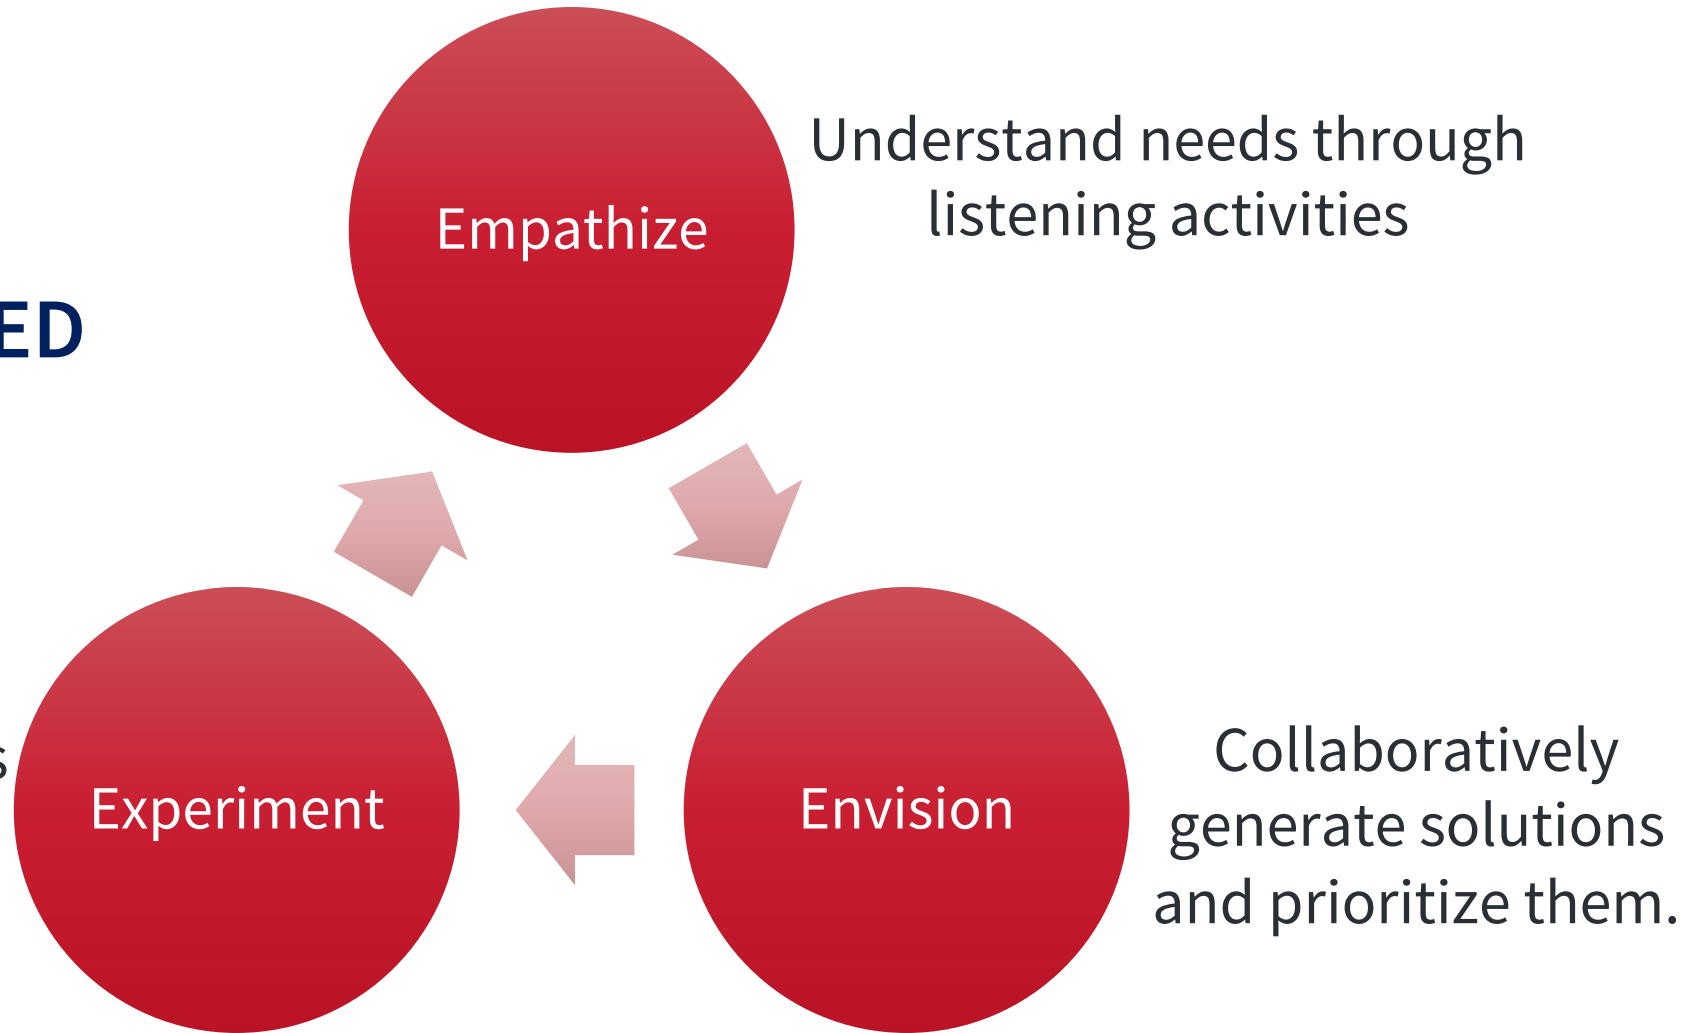 Understand needs through
listening activities
Empathize
ED
Collaboratively
generate solutions
and prioritize them.
Experiment
Envision